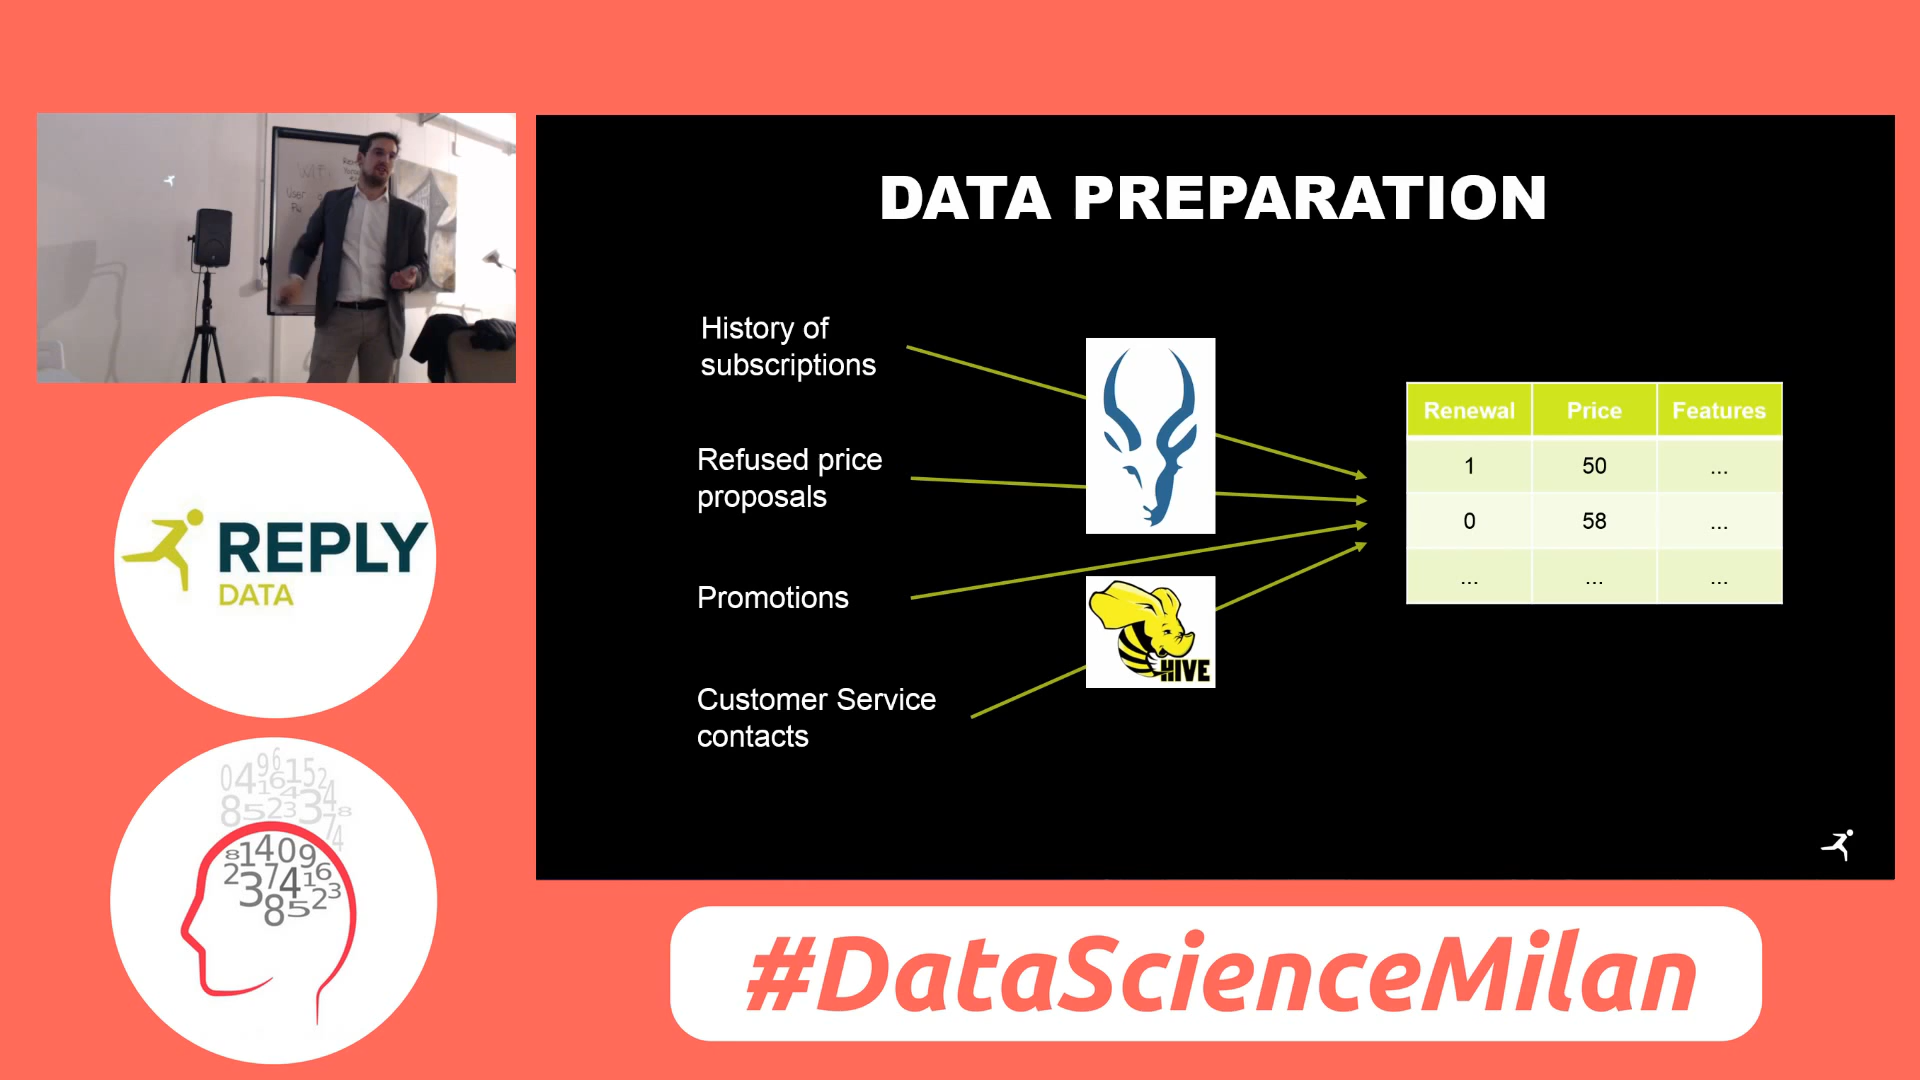 DATA PREPARATION
History of
subscriptions
Refused price
proposals
Promotions
Customer Service
contacts
HIVE
Renewal Price Features
1 50 ...
0 58 ...
... ... ...
REPLY
DATA
#DataScienceMilan